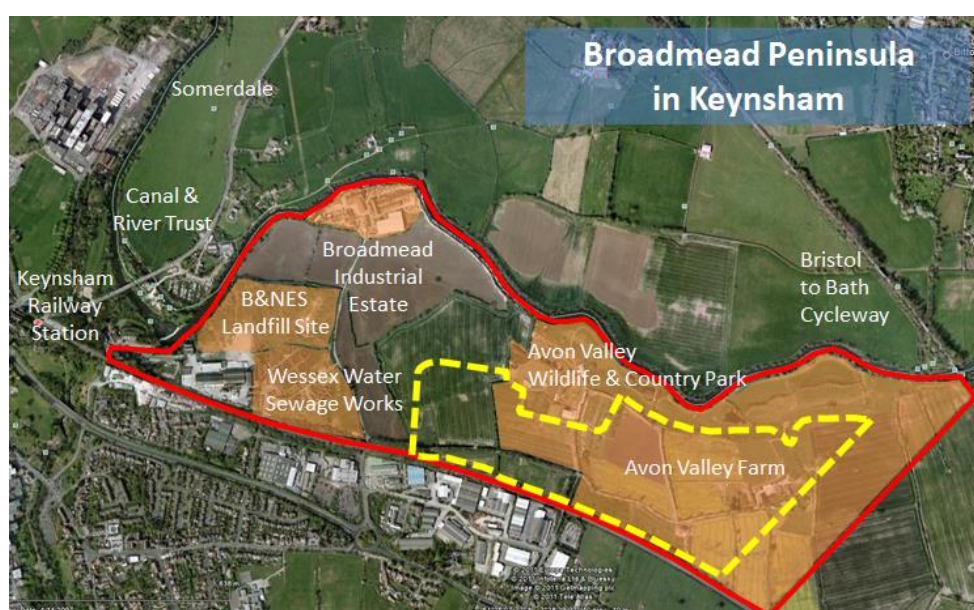 Broadmead Peninsula
in Keynsham
Somerdale
Canal &
River Trust
Keynsham
Railway
Station
B&NES
Landfill Site
Broadmead
Industrial
Estate
Wessex Water
Sewage Works
Avon Valley
Wildlife & Country Park
Bristol
to Bath
Cycleway
Avon Valley Farm